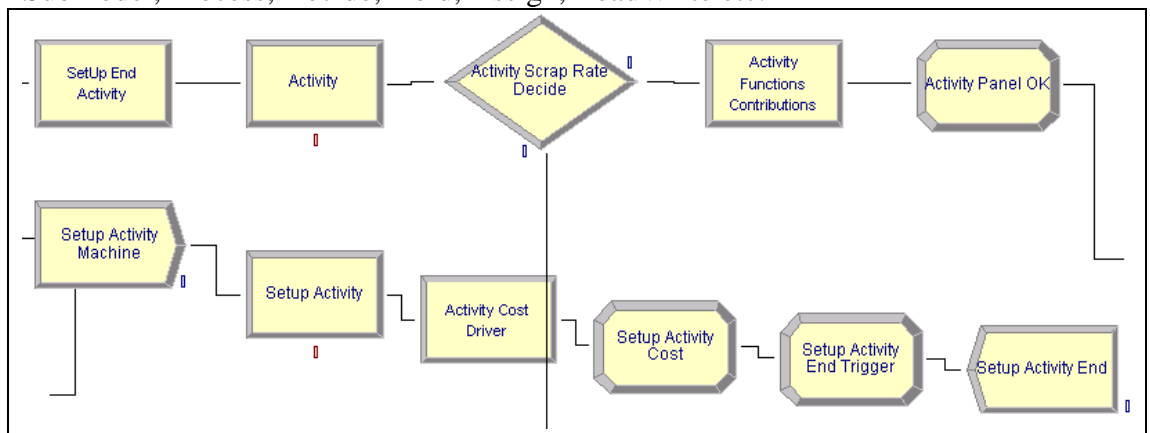 SetUp End
Activity
Activity
Activity Scrap Rate
Decide
Activity
Functions
Contributions
Activity Panel OK
Setup Activity
Machine
Setup Activity
Activity Cost
Driver
Setup Activity
Cost
Setup Activity
End Trigger
Setup Activity End